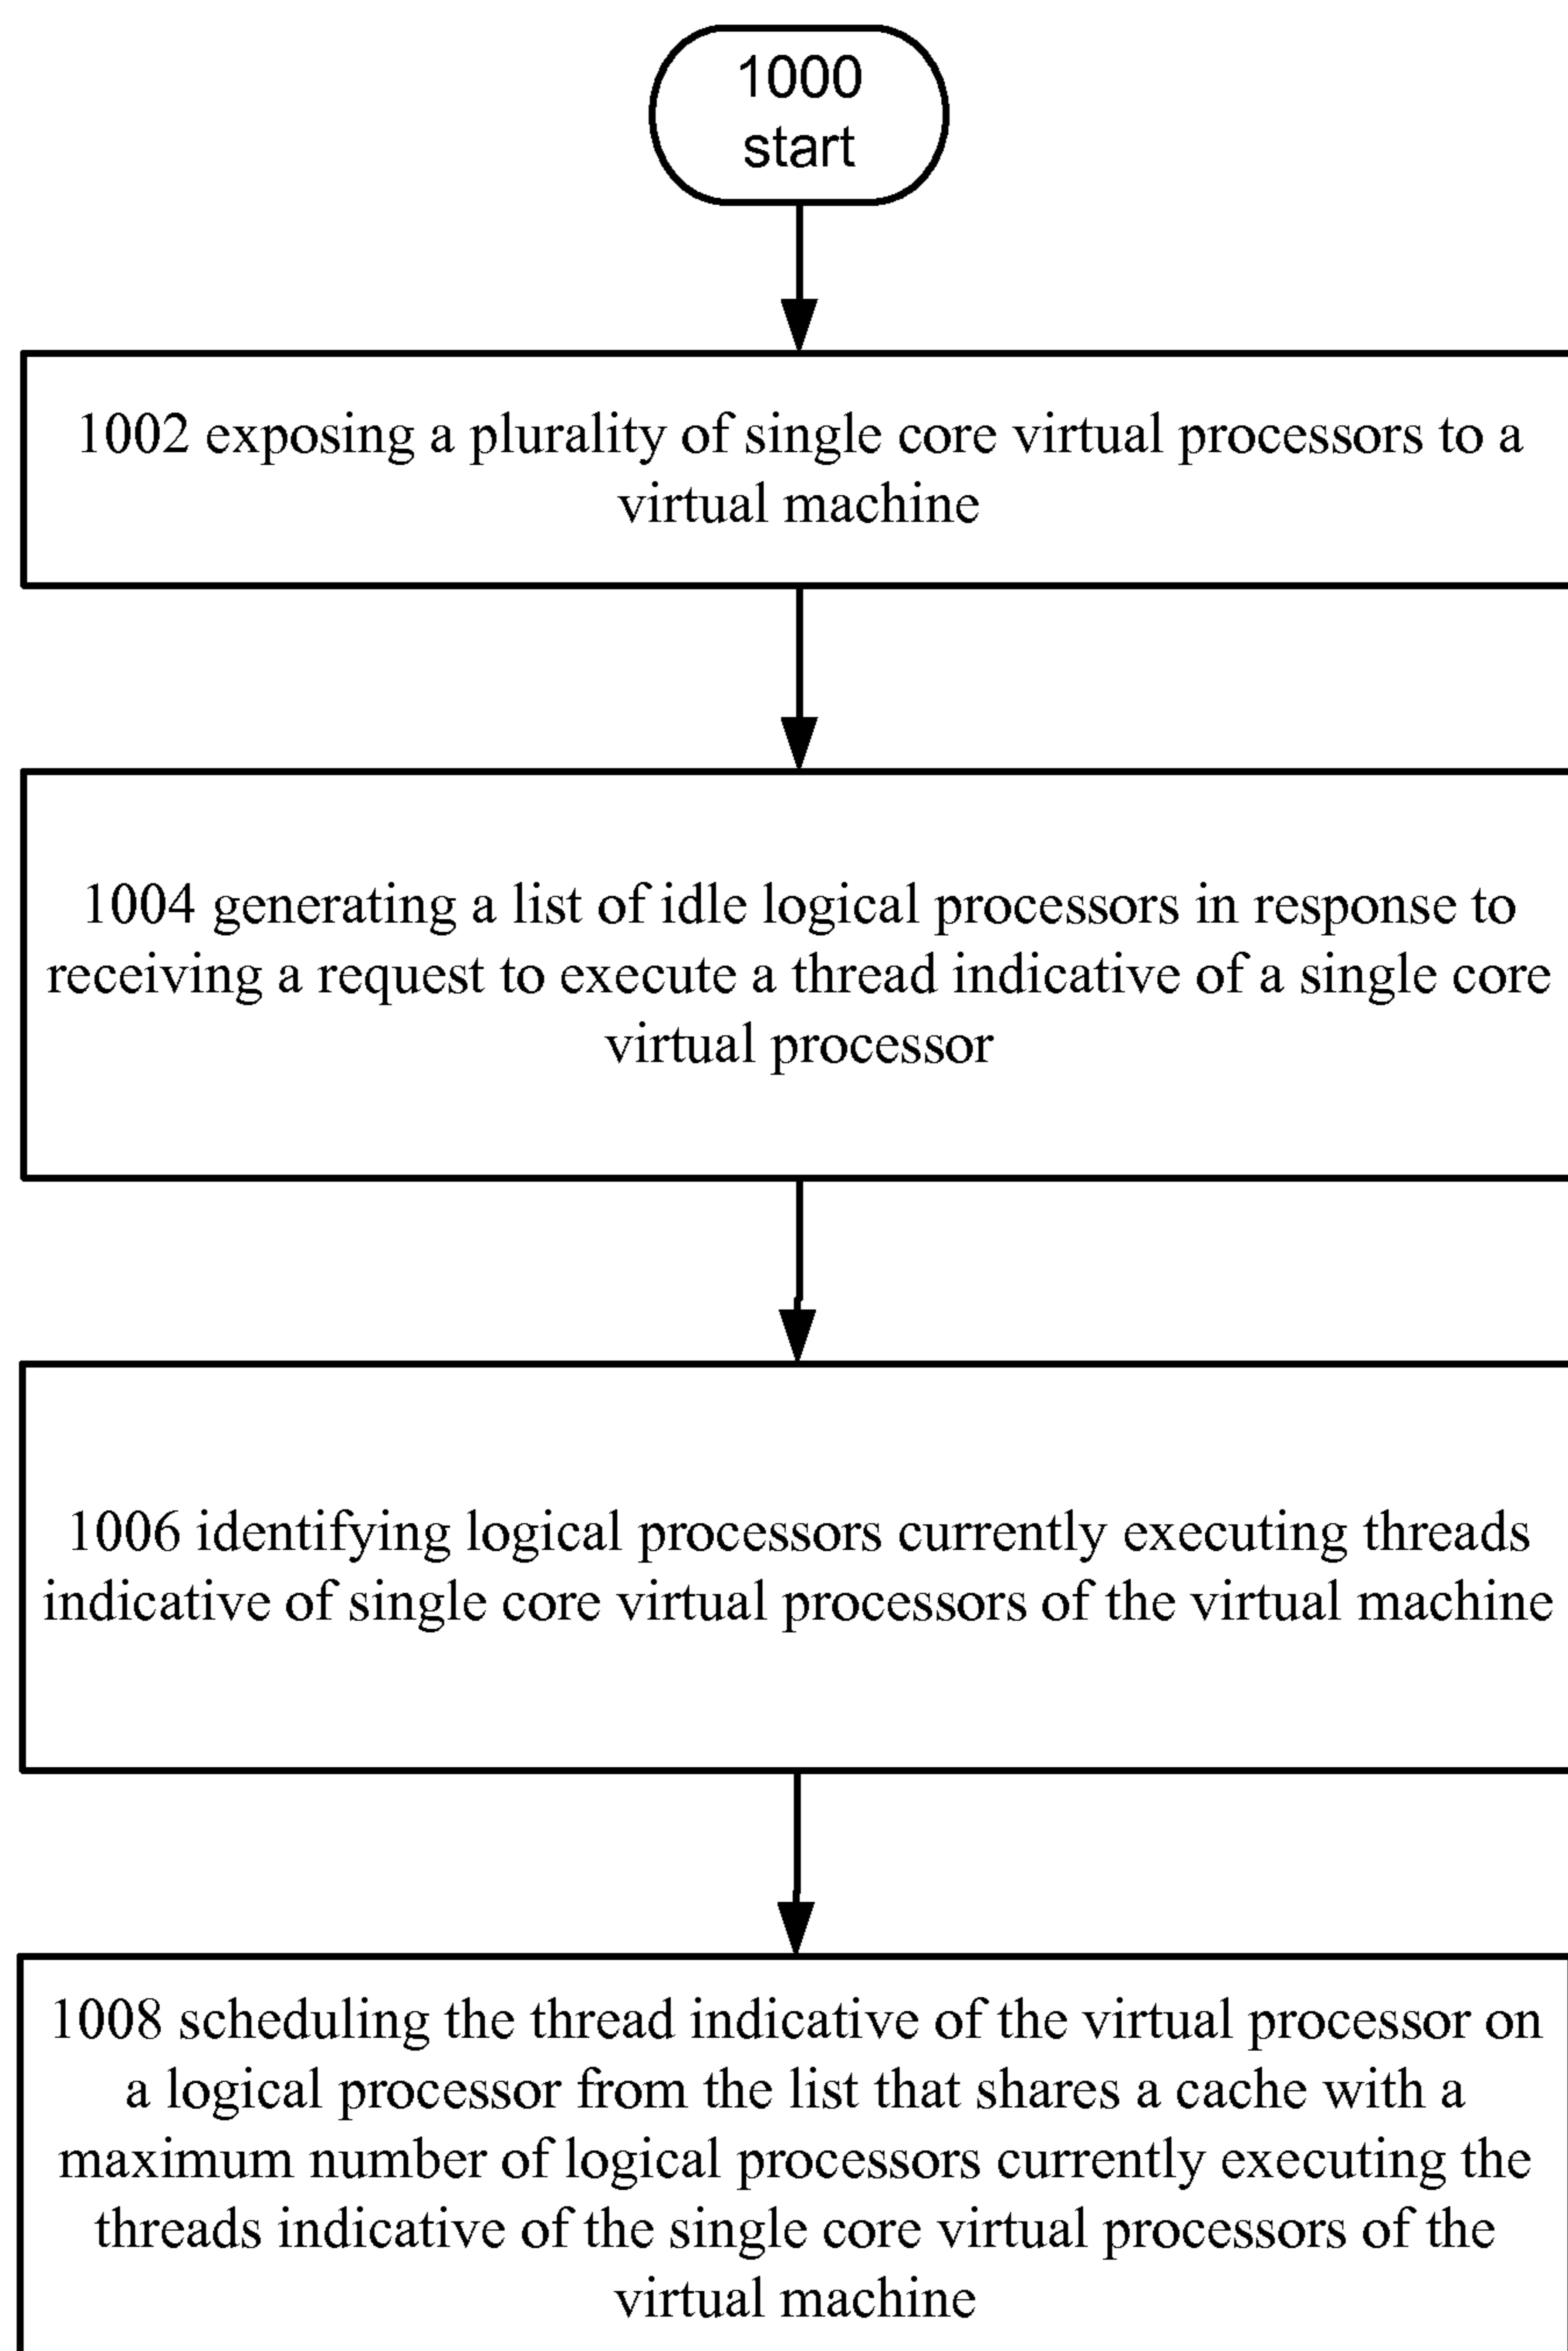 1000
start
1002 exposing a plurality of single core virtual processors to a
virtual machine
1004 generating a list of idle logical processors in response to
receiving a request to execute a thread indicative of a single core
virtual processor
1006 identifying logical processors currently executing threads
indicative of single core virtual processors of the virtual machine
1008 scheduling the thread indicative of the virtual processor on
a logical processor from the list that shares a cache with a
maximum number of logical processors currently executing the
threads indicative of the single core virtual processors of the
virtual machine